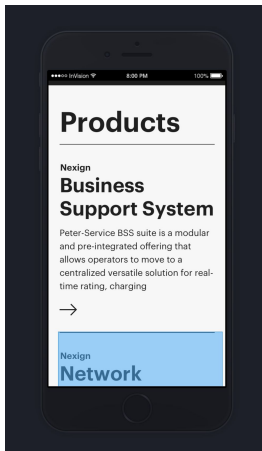 InVision 8:00 PM 100%
Products
Nexign
Business
Support System
Peter-Service BSS suite is a modular
and pre-integrated offering that
allows operators to move to a
centralized versatile solution for real-
time rating, charging
Nexign
Network